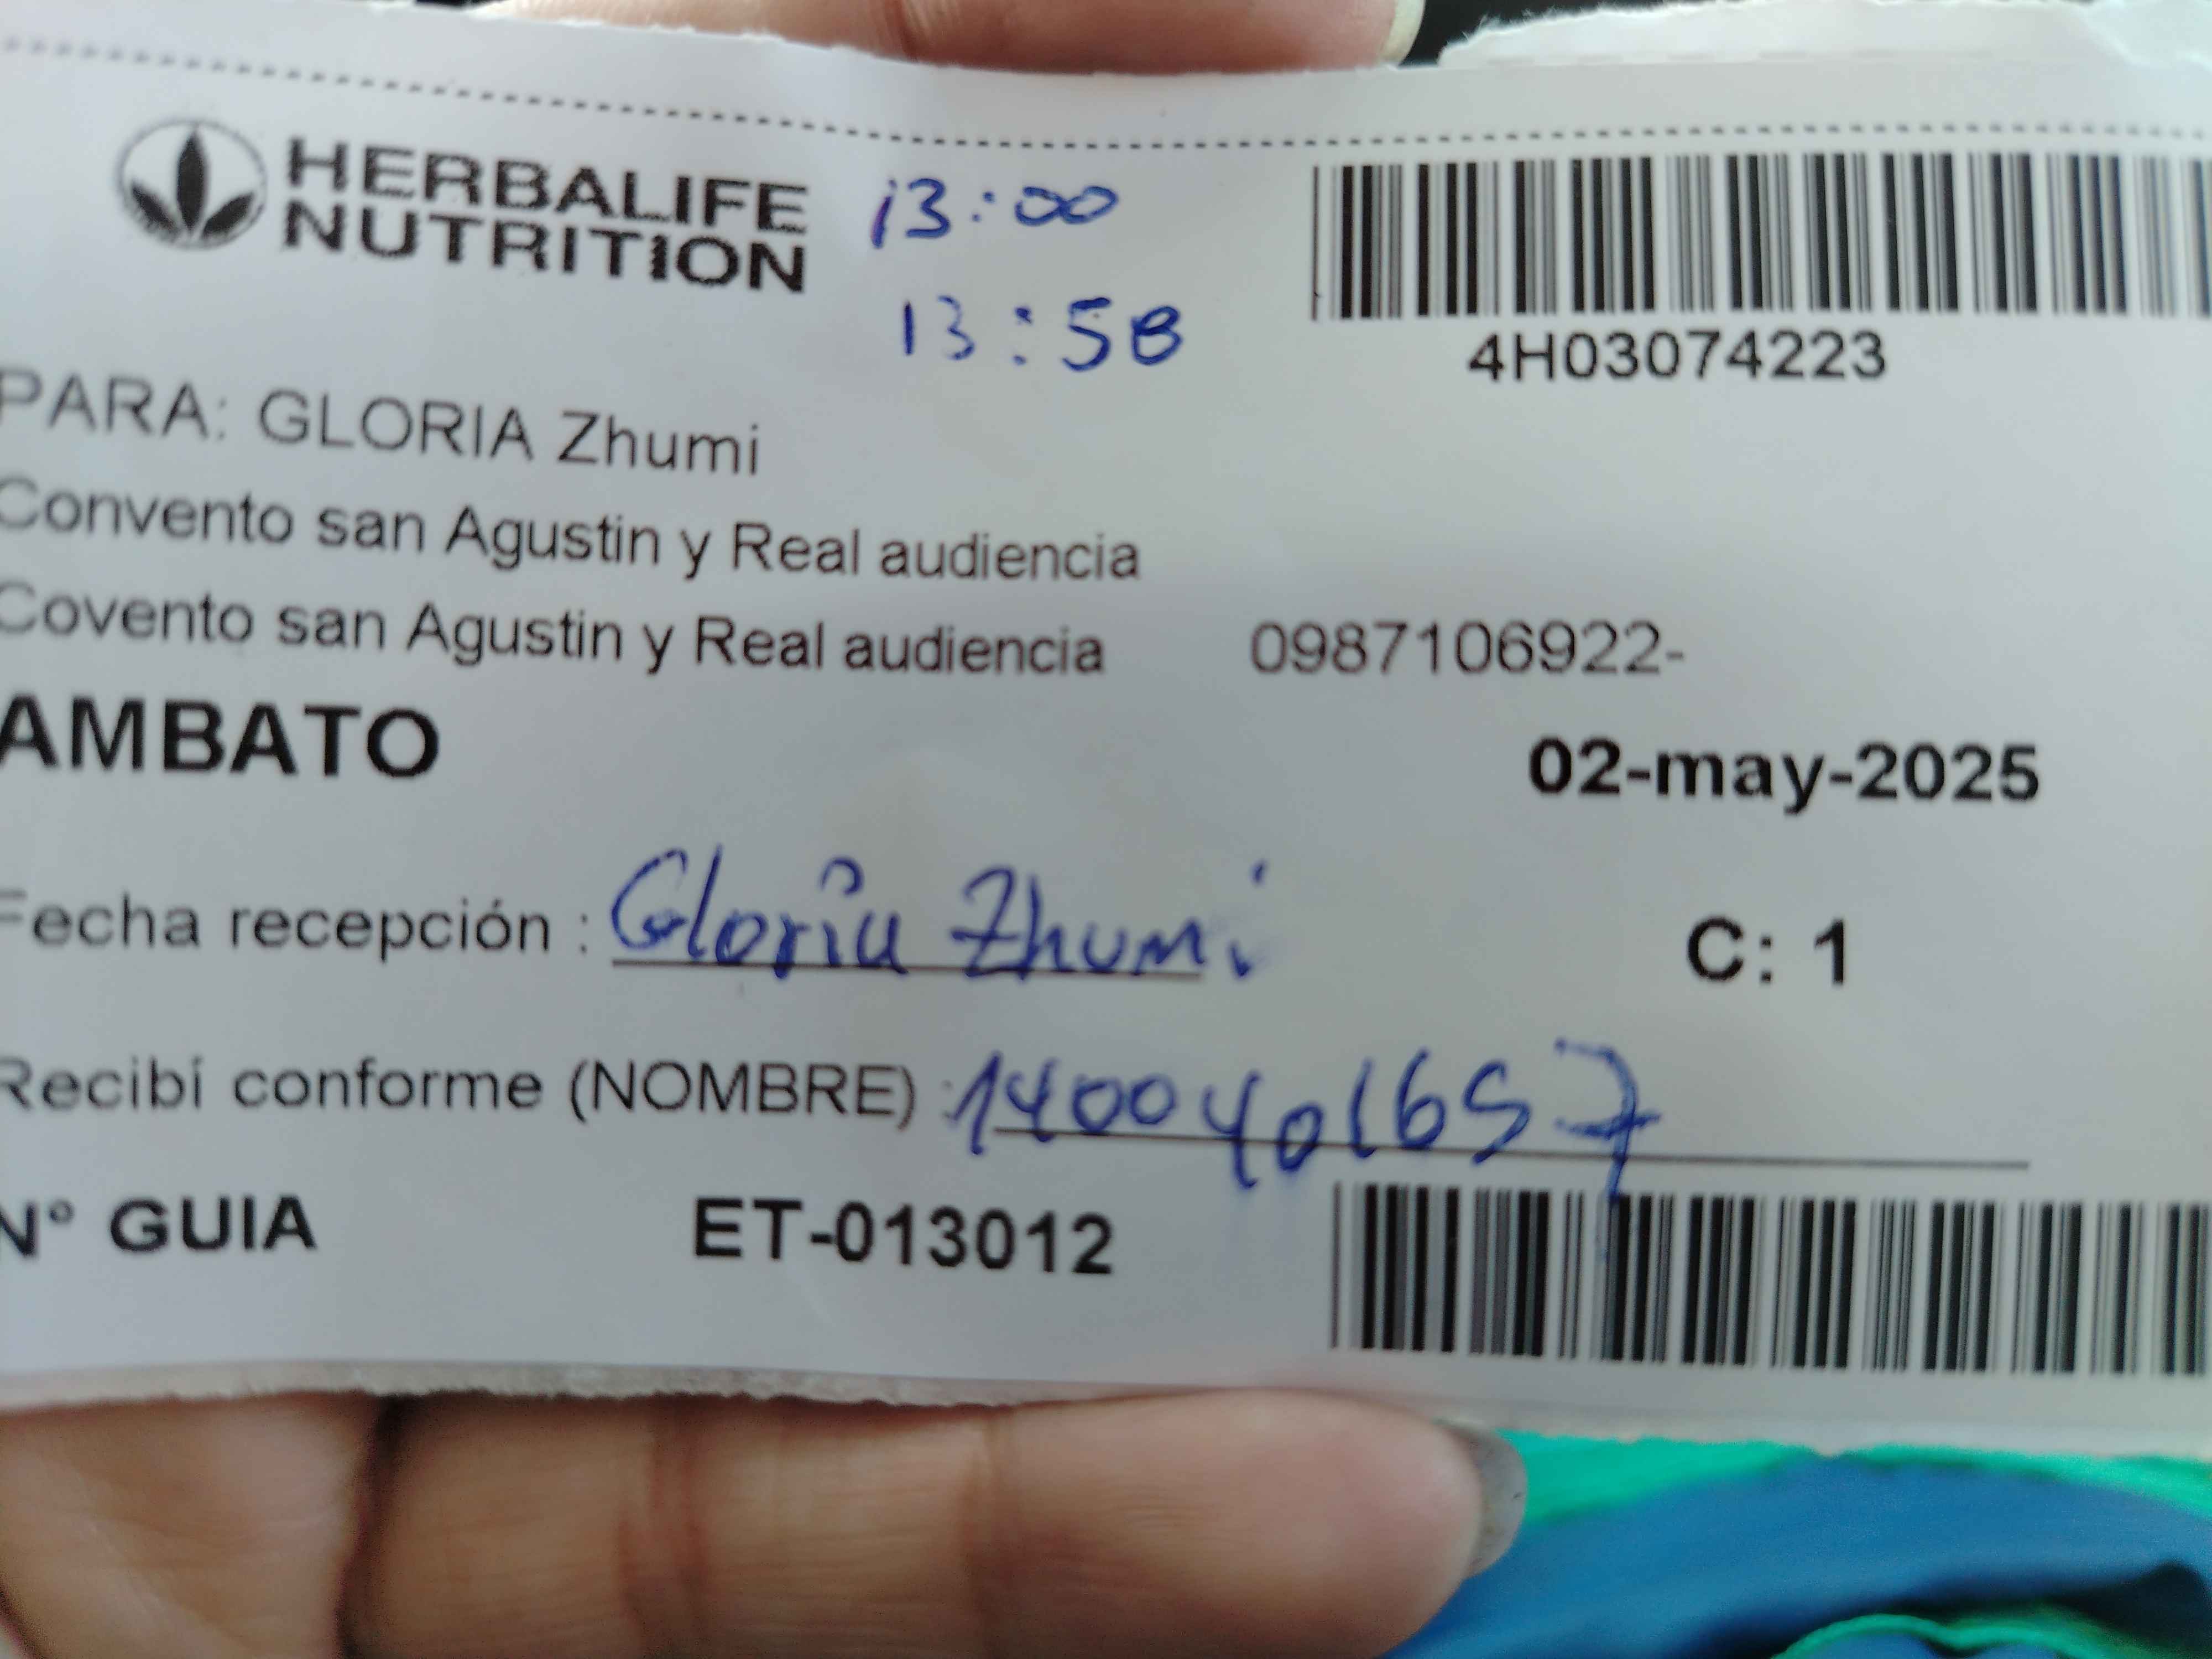 HERBALIFE
NUTRITION
13:00
13:58
4H03074223
PARA: GLORIA Zhumi
Convento san Agustin y Real audiencia
Covento san Agustin y Real audiencia 0987106922-
AMBATO
02-may-2025
Fecha recepción : Gloria Zhumi
C: 1
Recibí conforme (NOMBRE) : 1400401657
N° GUIA ET-013012